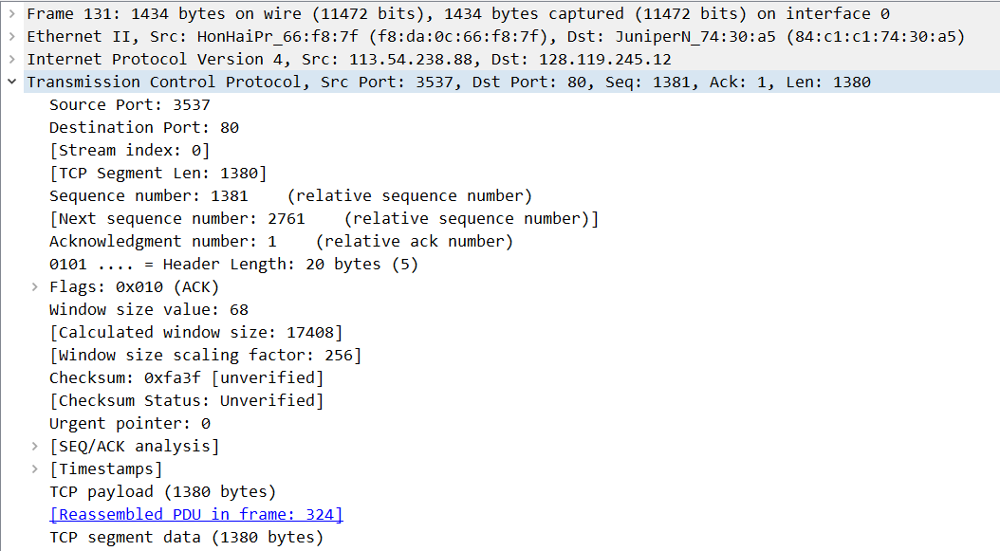 Frame 131: 1434 bytes on wire (11472 bits), 1434 bytes captured (11472 bits) on interface 0
Ethernet II, Src: HonHaiPr_66:f8:7f (f8:da:0c:66:f8:7f), Dst: JuniperN_74:30:a5 (84:c1:c1:74:30:a5)
Internet Protocol Version 4, Src: 113.54.238.88, Dst: 128.119.245.12
Transmission Control Protocol, Src Port: 3537, Dst Port: 80, Seq: 1381, Ack: 1, Len: 1380
Source Port: 3537
Destination Port: 80
[Stream index: 0]
[TCP Segment Len: 1380]
Sequence number: 1381    (relative sequence number)
[Next sequence number: 2761    (relative sequence number)]
Acknowledgment number: 1    (relative ack number)
0101 .... = Header Length: 20 bytes (5)
Flags: 0x010 (ACK)
Window size value: 68
[Calculated window size: 17408]
[Window size scaling factor: 256]
Checksum: 0xfa3f [unverified]
[Checksum Status: Unverified]
Urgent pointer: 0
[SEQ/ACK analysis]
[Timestamps]
TCP payload (1380 bytes)
[Reassembled PDU in frame: 324]
TCP segment data (1380 bytes)